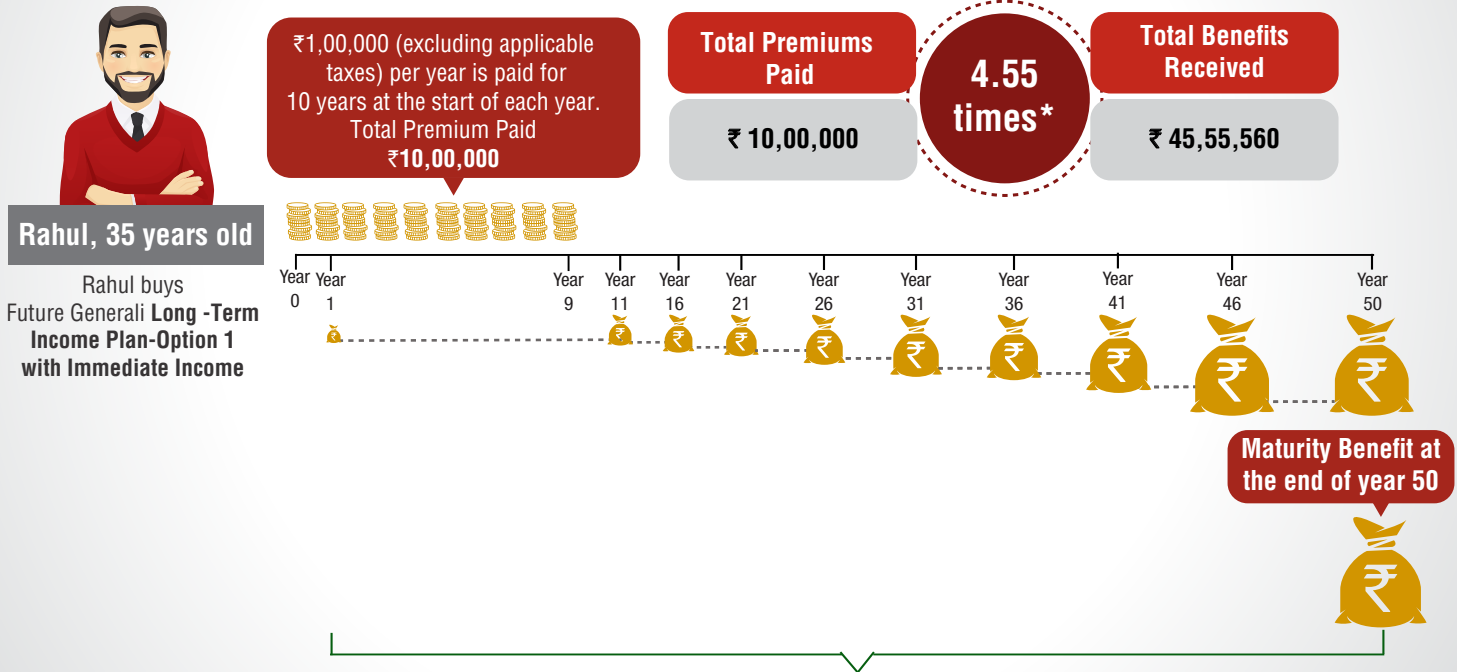 ₹1,00,000 (excluding applicable
taxes) per year is paid for
10 years at the start of each year.
Total Premium Paid
₹10,00,000
Total Premiums
Paid
₹ 10,00,000
4.55
times*
Total Benefits
Received
₹ 45,55,560
Rahul, 35 years old
Rahul buys
Future Generali Long -Term
Income Plan-Option 1
with Immediate Income
Year
0
Year
1
Year
9
Year
11
Year
16
Year
21
Year
26
Year
31
Year
36
Year
41
Year
46
Year
50
₹
₹
₹
₹
₹
₹
₹
₹
₹
₹
Maturity Benefit at
the end of year 50
₹